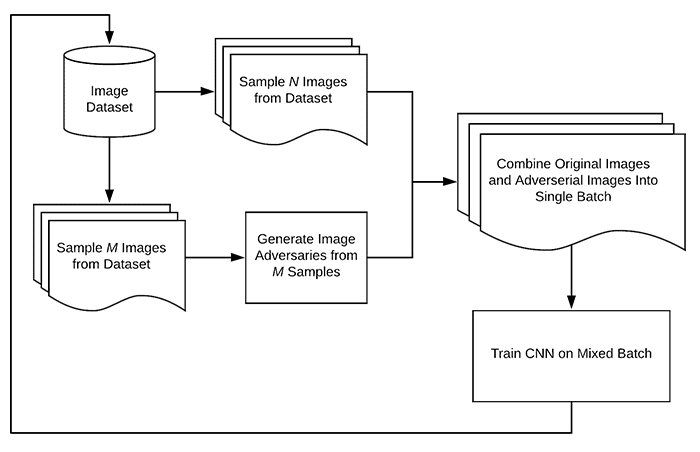 Image
Dataset
Sample N Images
from Dataset
Sample M Images
from Dataset
Generate Image
Adversaries from
M Samples
Combine Original Images
and Adverserial Images Into
Single Batch
Train CNN on Mixed Batch